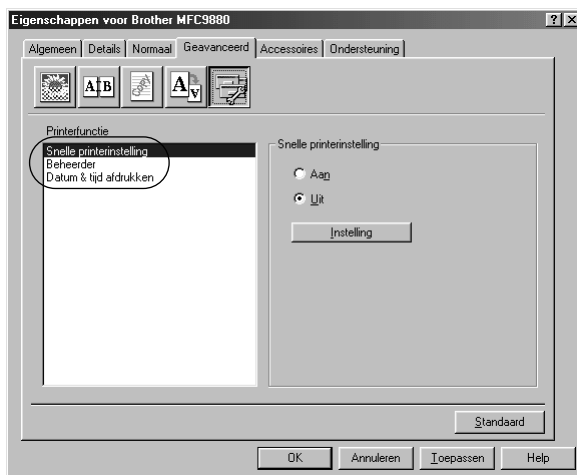 Eigenschappen voor Brother MFC9880
Algemeen Details Normaal Geavanceerd Accessoires Ondersteuning
A B copy A A
Printerfunctie
Snelle printerinstelling
Beheerder
Datum & tijd afdrukken
Snelle printerinstelling
Aan
Uit
Instelling
Standaard
OK Annuleren Toepassen Help